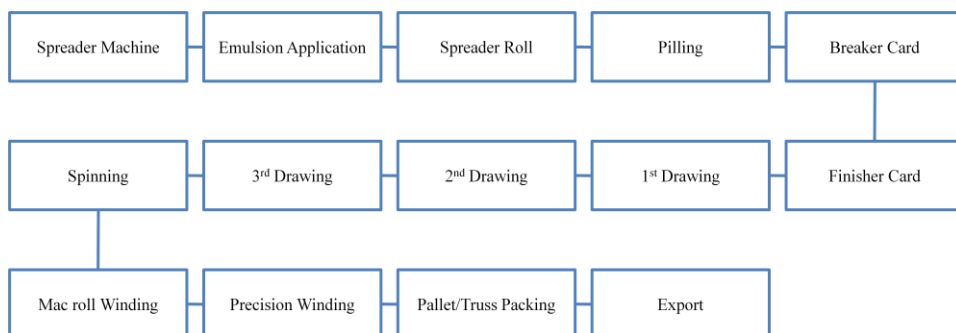 Spreader Machine
Emulsion Application
Spreader Roll
Pilling
Breaker Card
Spinning
3rd Drawing
2nd Drawing
1st Drawing
Finisher Card
Mac roll Winding
Precision Winding
Pallet/Truss Packing
Export